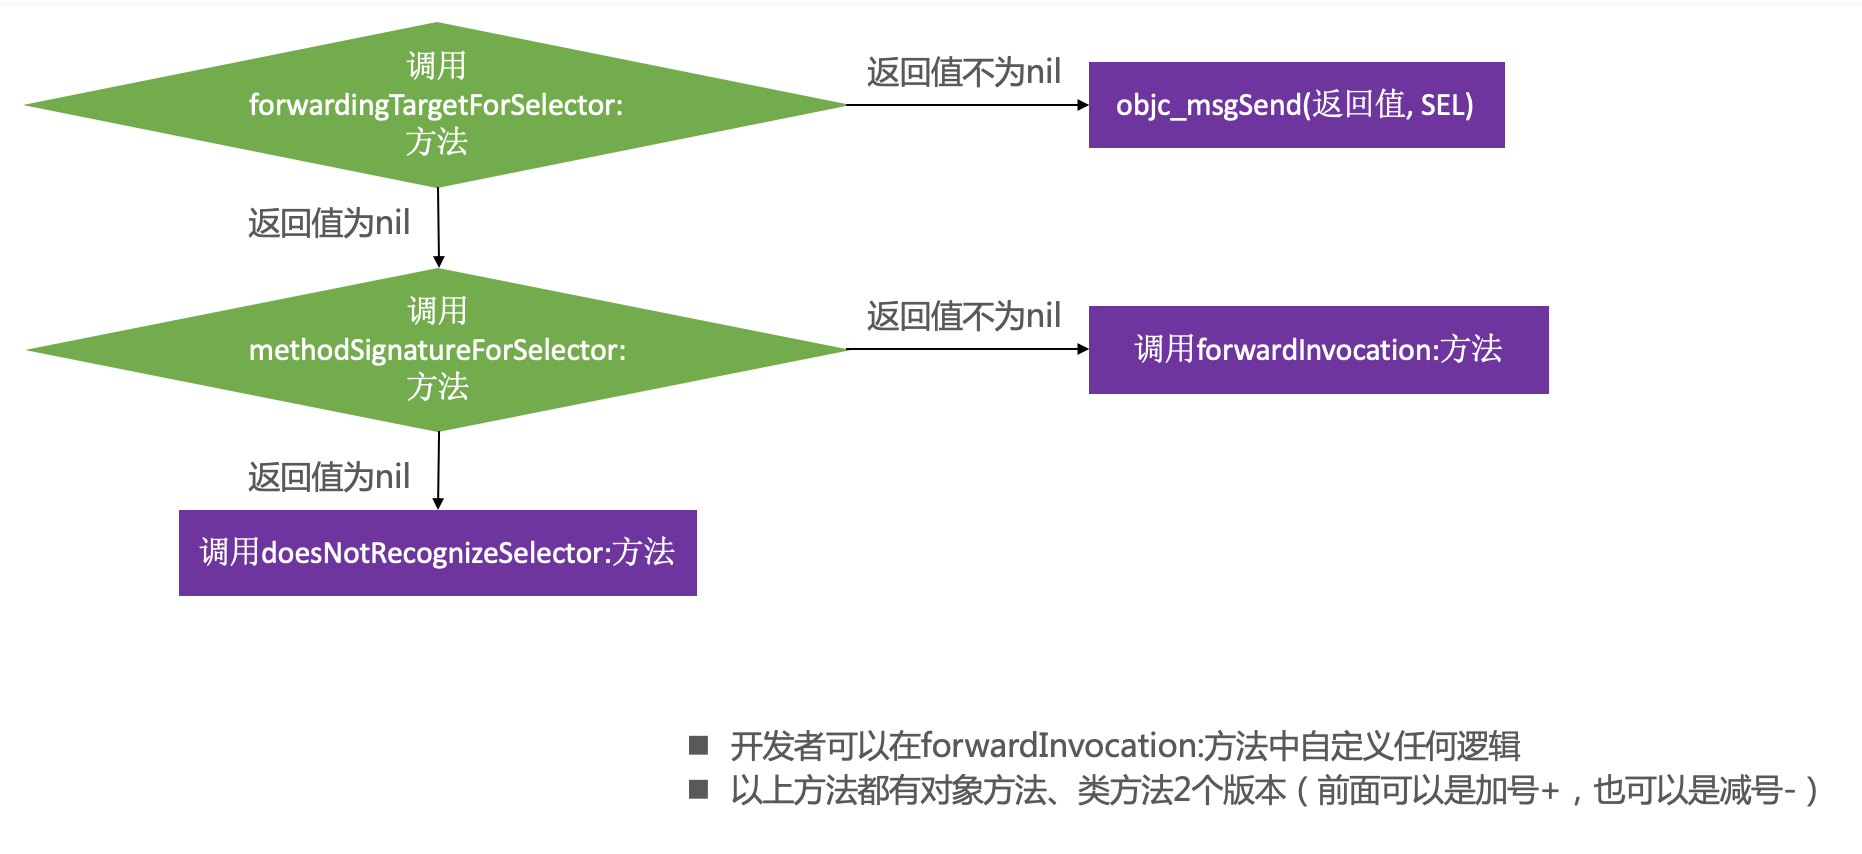 调用
forwardingTargetForSelector:
方法
返回值不为nil
objc_msgSend(返回值, SEL)
返回值为nil
调用
methodSignatureForSelector:
方法
返回值不为nil
调用forwardInvocation:方法
返回值为nil
调用doesNotRecognizeSelector:方法
■ 开发者可以在forwardInvocation:方法中自定义任何逻辑
■ 以上方法都有对象方法、类方法2个版本（前面可以是加号+，也可以是减号-）